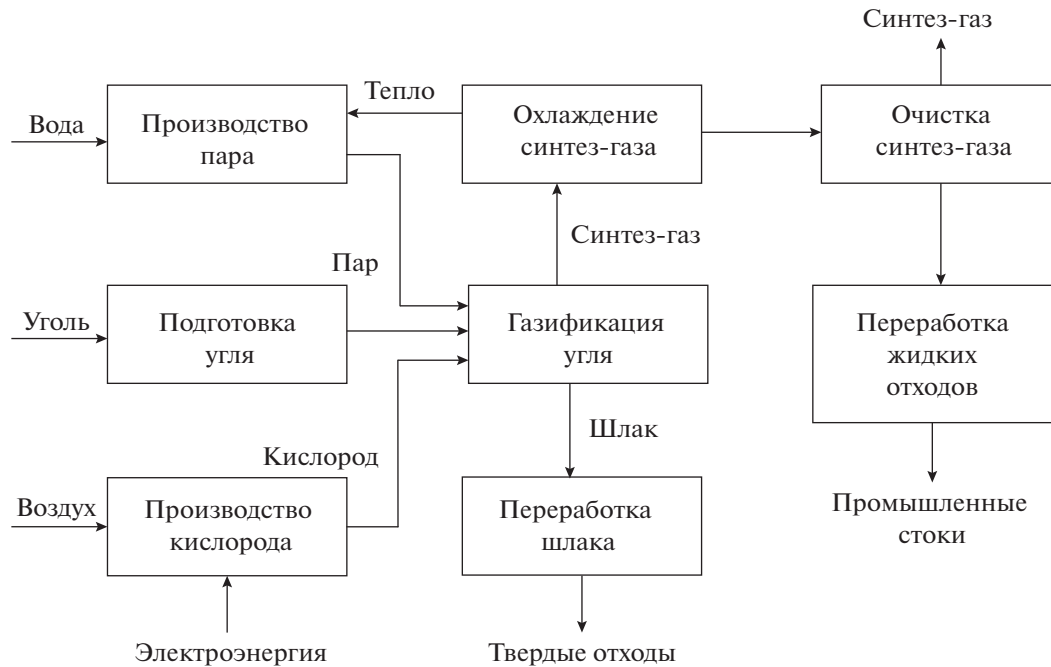 Синтез-газ
Тепло
Вода
Производство
пара
Охлаждение
синтез-газа
Очистка
синтез-газа
Синтез-газ
Пар
Уголь
Подготовка
угля
Газификация
угля
Переработка
жидких
отходов
Шлак
Кислород
Воздух
Производство
кислорода
Переработка
шлака
Промышленные
стоки
Электроэнергия
Твердые отходы